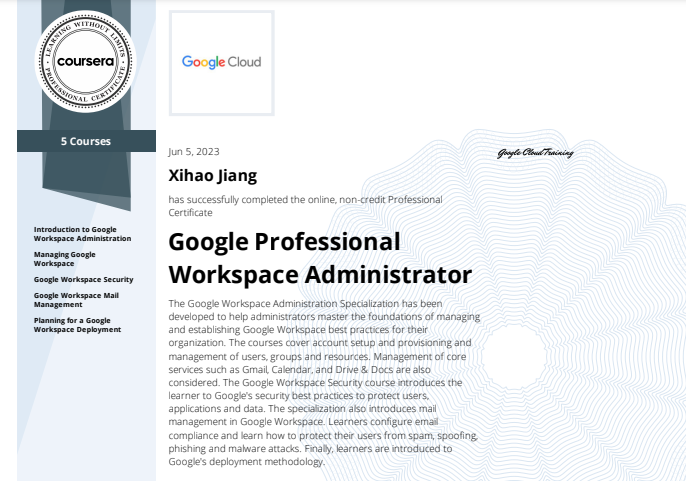 LEARNING WITHOUT LIMITS
coursera
PROFESSIONAL CERTIFICATE
5 Courses
Introduction to Google
Workspace Administration
Managing Google
Workspace
Google Workspace Security
Google Workspace Mail
Management
Planning for a Google
Workspace Deployment
Google Cloud
Jun 5, 2023
Xihao Jiang
has successfully completed the online, non-credit Professional
Certificate
Google Professional
Workspace Administrator
The Google Workspace Administration Specialization has been
developed to help administrators master the foundations of managing
and establishing Google Workspace best practices for their
organization. The courses cover account setup and provisioning and
management of users, groups and resources. Management of core
services such as Gmail, Calendar, and Drive & Docs are also
considered. The Google Workspace Security course introduces the
learner to Google's security best practices to protect users,
applications and data. The specialization also introduces mail
management in Google Workspace. Learners configure email
compliance and learn how to protect their users from spam, spoofing,
phishing and malware attacks. Finally, learners are introduced to
Google's deployment methodology.
Google Cloud Training